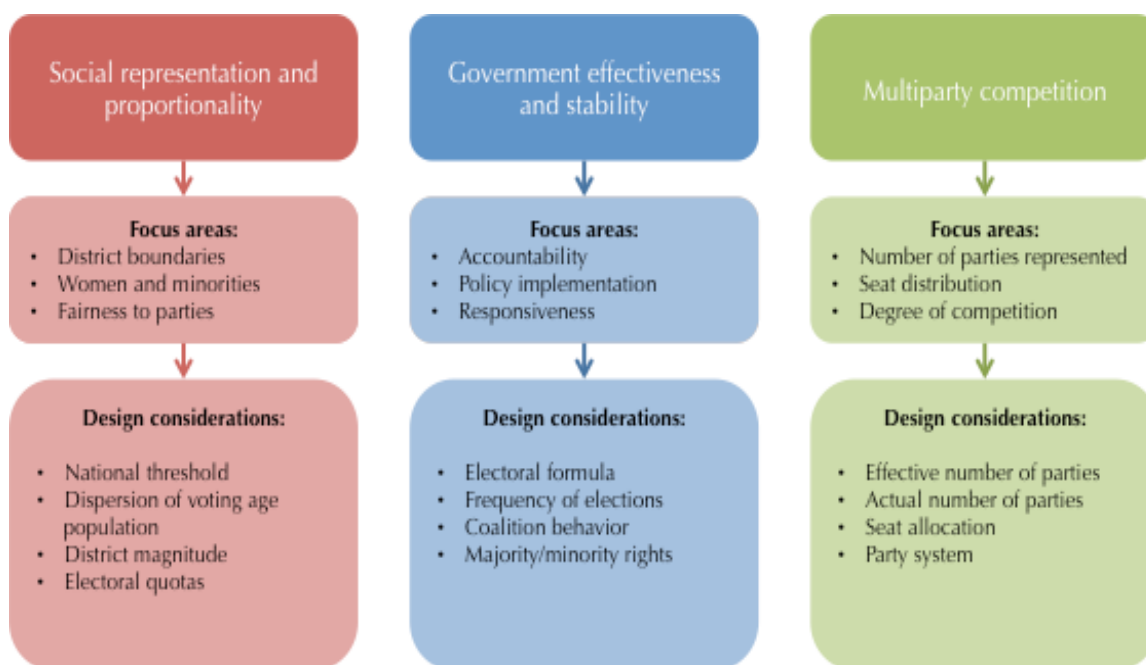 Social representation and
proportionality
Focus areas:
• District boundaries
• Women and minorities
• Fairness to parties
Design considerations:
• National threshold
• Dispersion of voting age
population
• District magnitude
• Electoral quotas
Government effectiveness
and stability
Focus areas:
• Accountability
• Policy implementation
• Responsiveness
Design considerations:
• Electoral formula
• Frequency of elections
• Coalition behavior
• Majority/minority rights
Multiparty competition
Focus areas:
• Number of parties represented
• Seat distribution
• Degree of competition
Design considerations:
• Effective number of parties
• Actual number of parties
• Seat allocation
• Party system